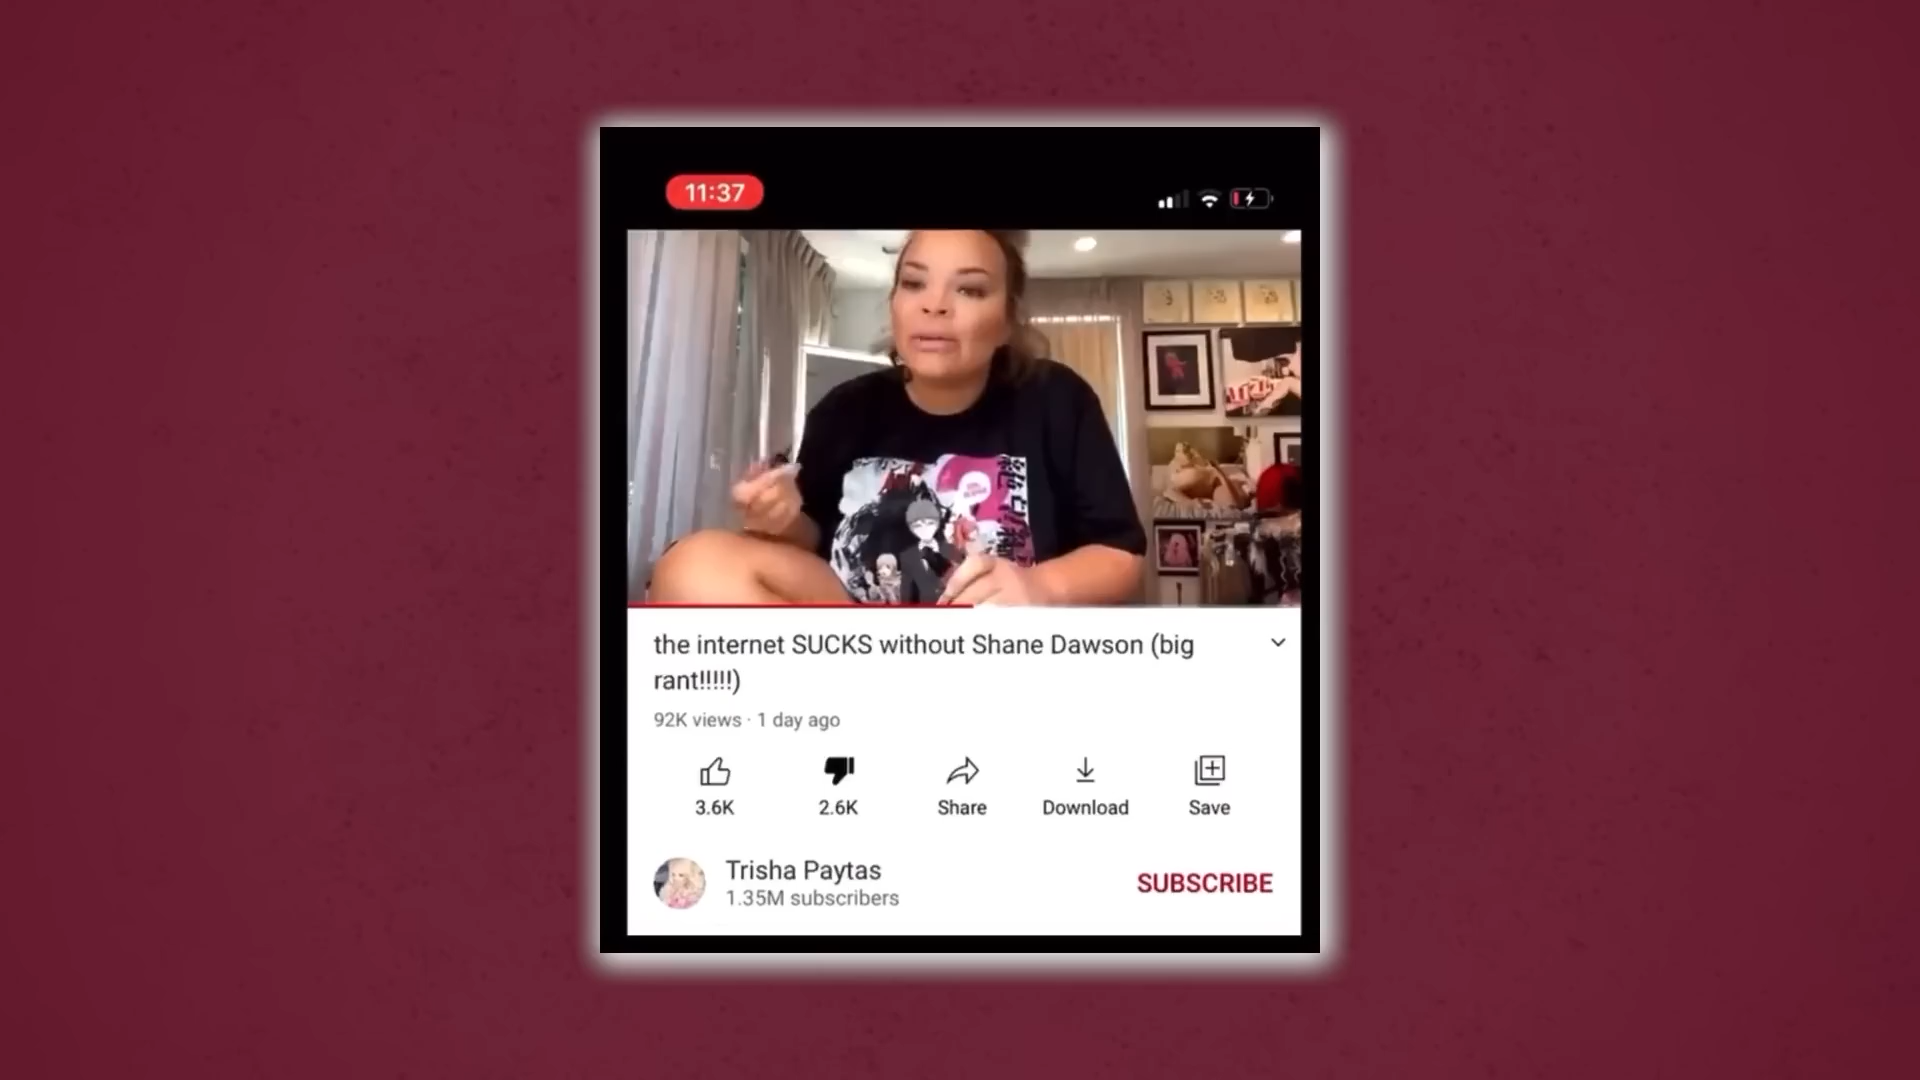 11:37
the internet SUCKS without Shane Dawson (big
rant!!!!!)
92K views · 1 day ago
3.6K
2.6K
Share
Download
Save
Trisha Paytas
1.35M subscribers
SUBSCRIBE